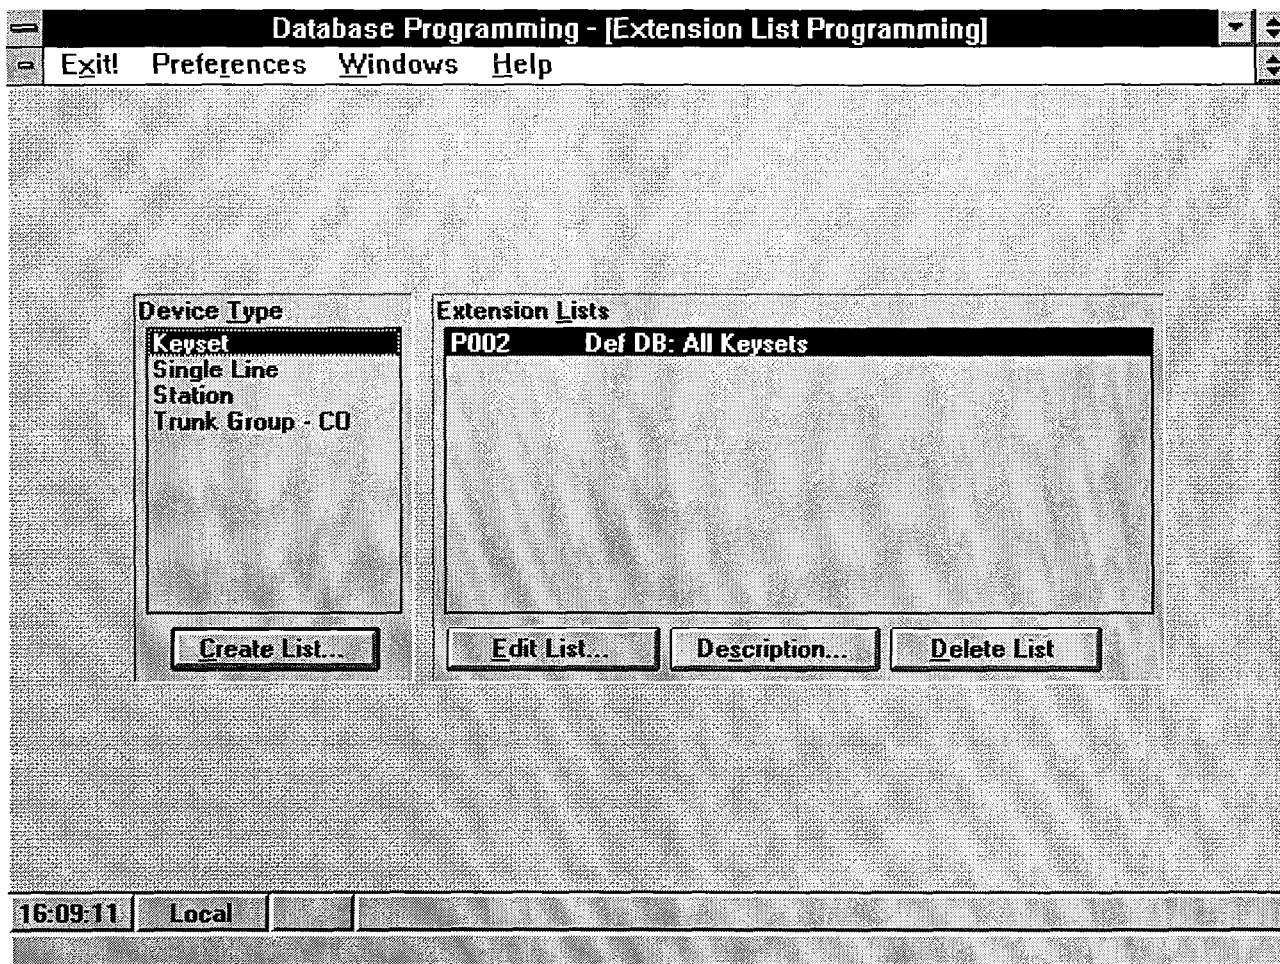 Database Programming - [Extension List Programming]
Exit! Preferences Windows Help
Device Type
Keyset
Single Line
Station
Trunk Group - CO
Create List...
Extension Lists
P002 Def DB: All Keysets
Edit List... Description... Delete List
16:09:11 Local